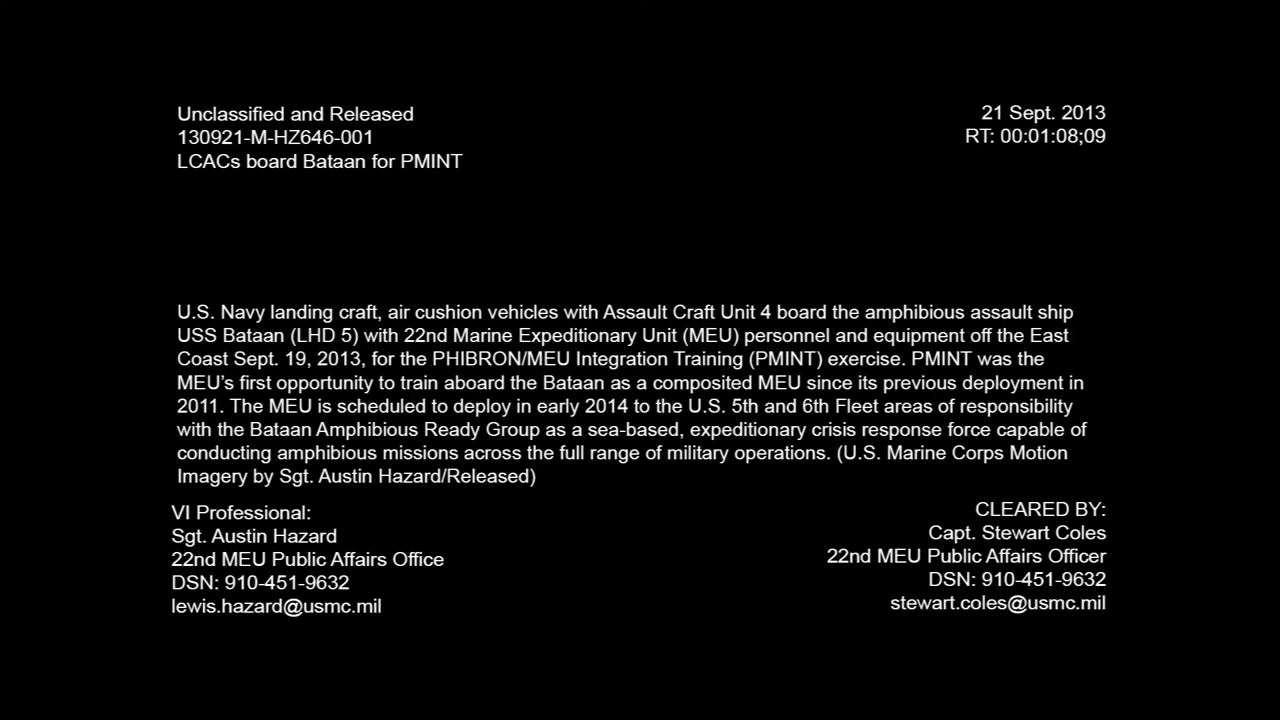 Unclassified and Released
130921-M-HZ646-001
LCACs board Bataan for PMINT
21 Sept. 2013
RT: 00:01:08;09
U.S. Navy landing craft, air cushion vehicles with Assault Craft Unit 4 board the amphibious assault ship
USS Bataan (LHD 5) with 22nd Marine Expeditionary Unit (MEU) personnel and equipment off the East
Coast Sept. 19, 2013, for the PHIBRON/MEU Integration Training (PMINT) exercise. PMINT was the
MEU's first opportunity to train aboard the Bataan as a composited MEU since its previous deployment in
2011. The MEU is scheduled to deploy in early 2014 to the U.S. 5th and 6th Fleet areas of responsibility
with the Bataan Amphibious Ready Group as a sea-based, expeditionary crisis response force capable of
conducting amphibious missions across the full range of military operations. (U.S. Marine Corps Motion
Imagery by Sgt. Austin Hazard/Released)
VI Professional:
Sgt. Austin Hazard
22nd MEU Public Affairs Office
DSN: 910-451-9632
lewis.hazard@usmc.mil
CLEARED BY:
Capt. Stewart Coles
22nd MEU Public Affairs Officer
DSN: 910-451-9632
stewart.coles@usmc.mil